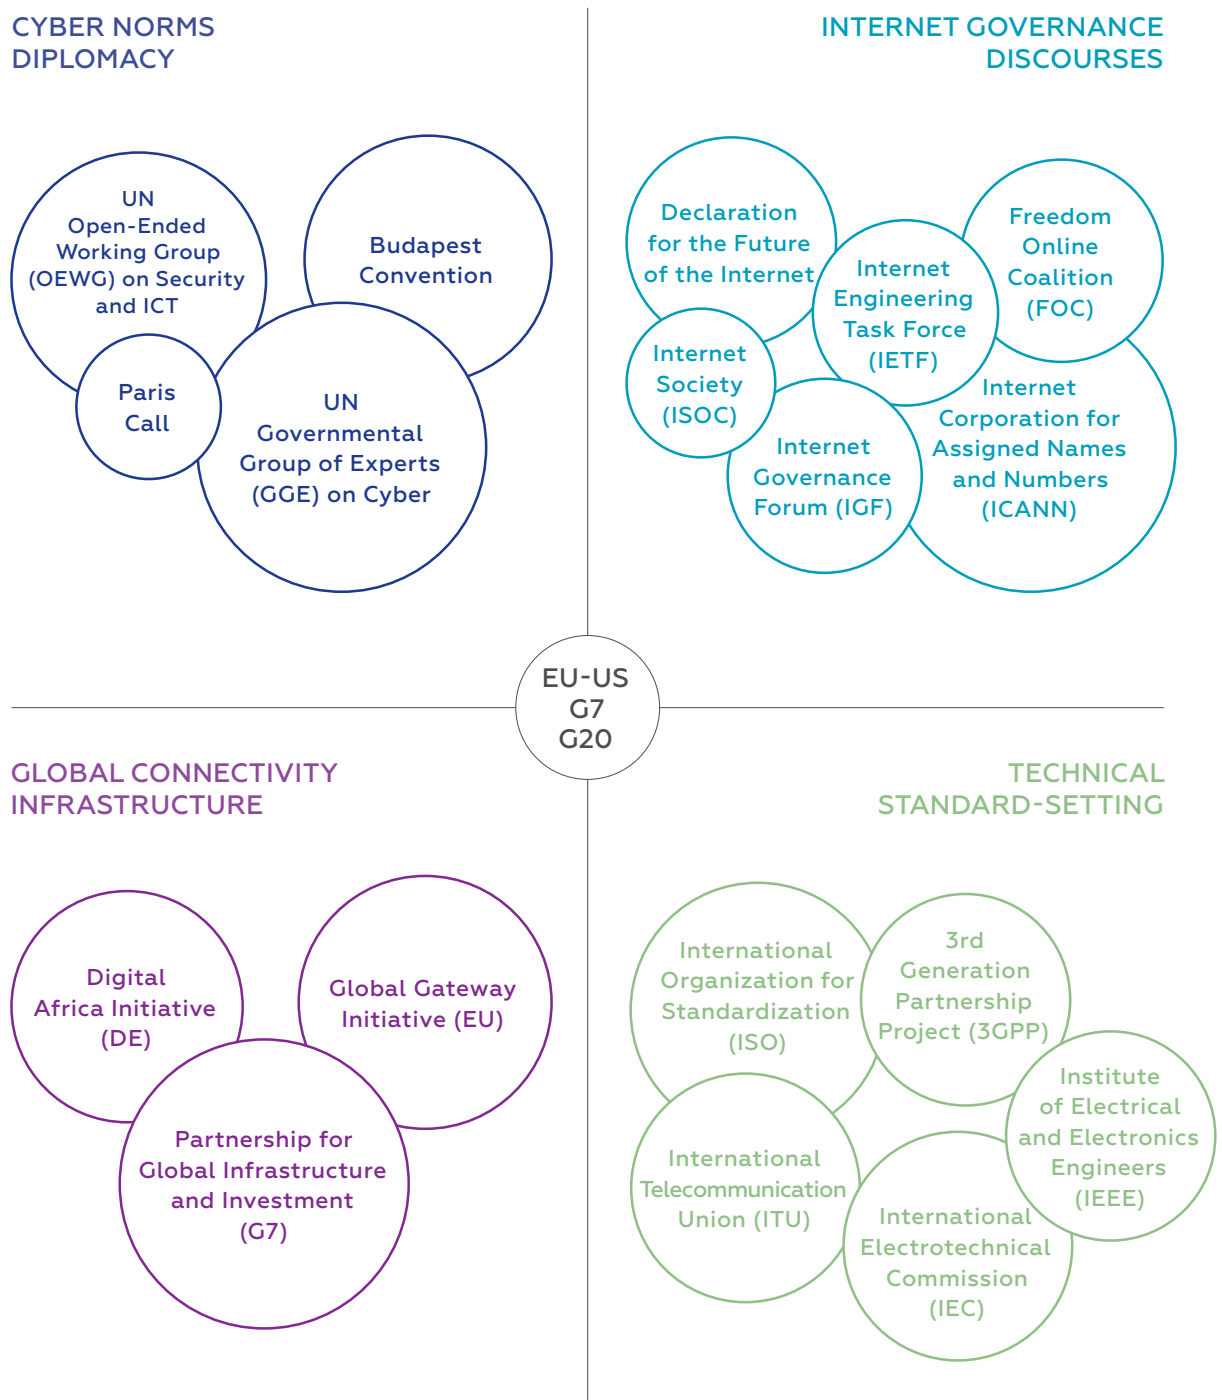 CYBER NORMS
DIPLOMACY
UN
Open-Ended
Working Group
(OEWG) on Security
and ICT
Budapest
Convention
Paris
Call
UN
Governmental
Group of Experts
(GGE) on Cyber
INTERNET GOVERNANCE
DISCOURSES
Declaration
for the Future
of the Internet
Internet
Engineering
Task Force
(IETF)
Freedom
Online
Coalition
(FOC)
Internet
Society
(ISOC)
Internet
Governance
Forum (IGF)
Internet
Corporation for
Assigned Names
and Numbers
(ICANN)
EU-US
G7
G20
GLOBAL CONNECTIVITY
INFRASTRUCTURE
Digital
Africa Initiative
(DE)
Global Gateway
Initiative (EU)
Partnership for
Global Infrastructure
and Investment
(G7)
TECHNICAL
STANDARD-SETTING
International
Organization for
Standardization
(ISO)
3rd
Generation
Partnership
Project (3GPP)
Institute
of Electrical
and Electronics
Engineers
(IEEE)
International
Telecommunication
Union (ITU)
International
Electrotechnical
Commission
(IEC)